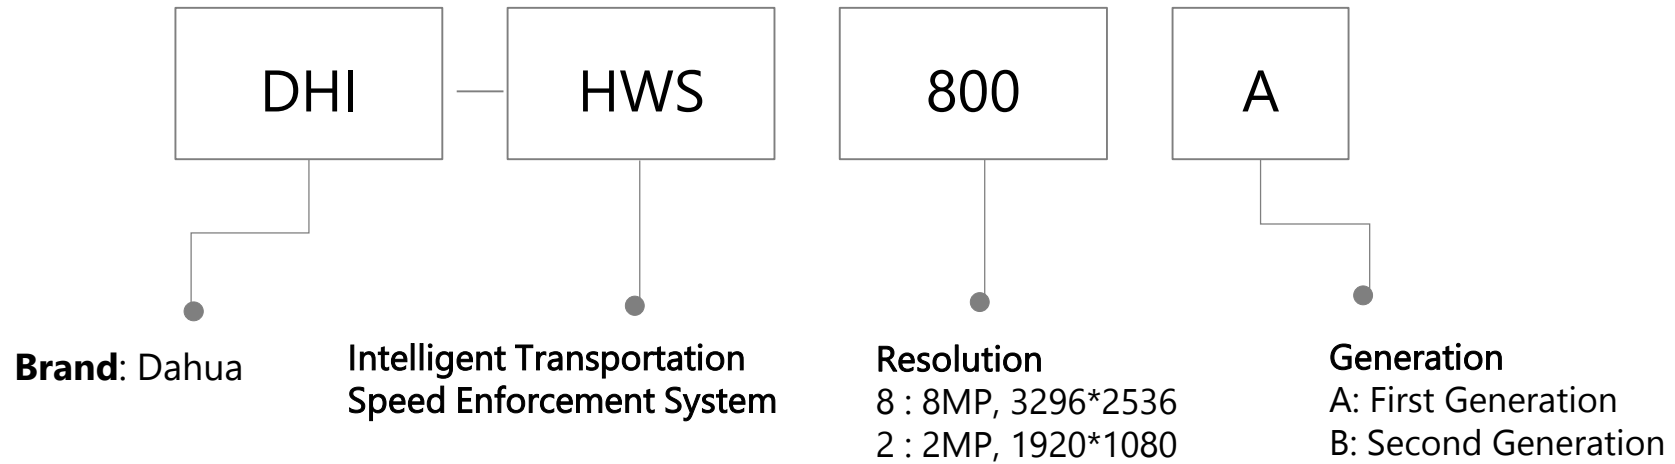 DHI — HWS 800 A
Brand: Dahua
Intelligent Transportation
Speed Enforcement System
Resolution
8 : 8MP, 3296*2536
2 : 2MP, 1920*1080
Generation
A: First Generation
B: Second Generation